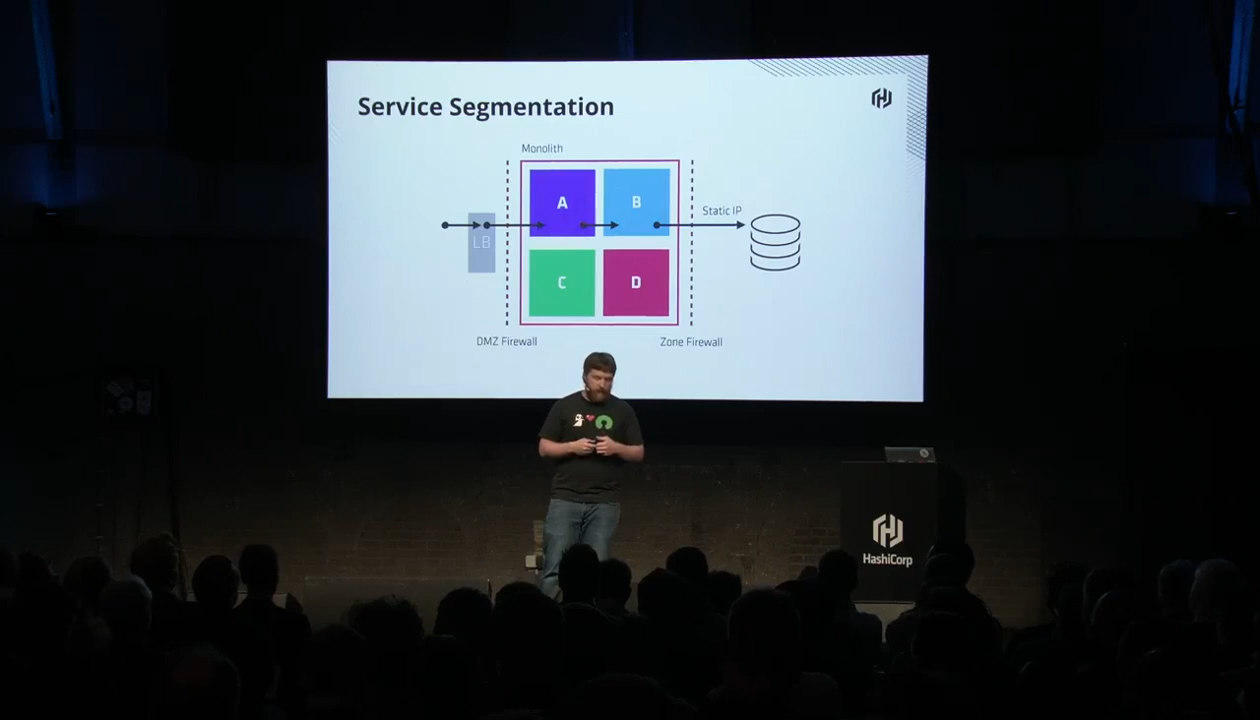 Service Segmentation
Monolith
A
B
Static IP
LB
C
D
DMZ Firewall
Zone Firewall
HashiCorp